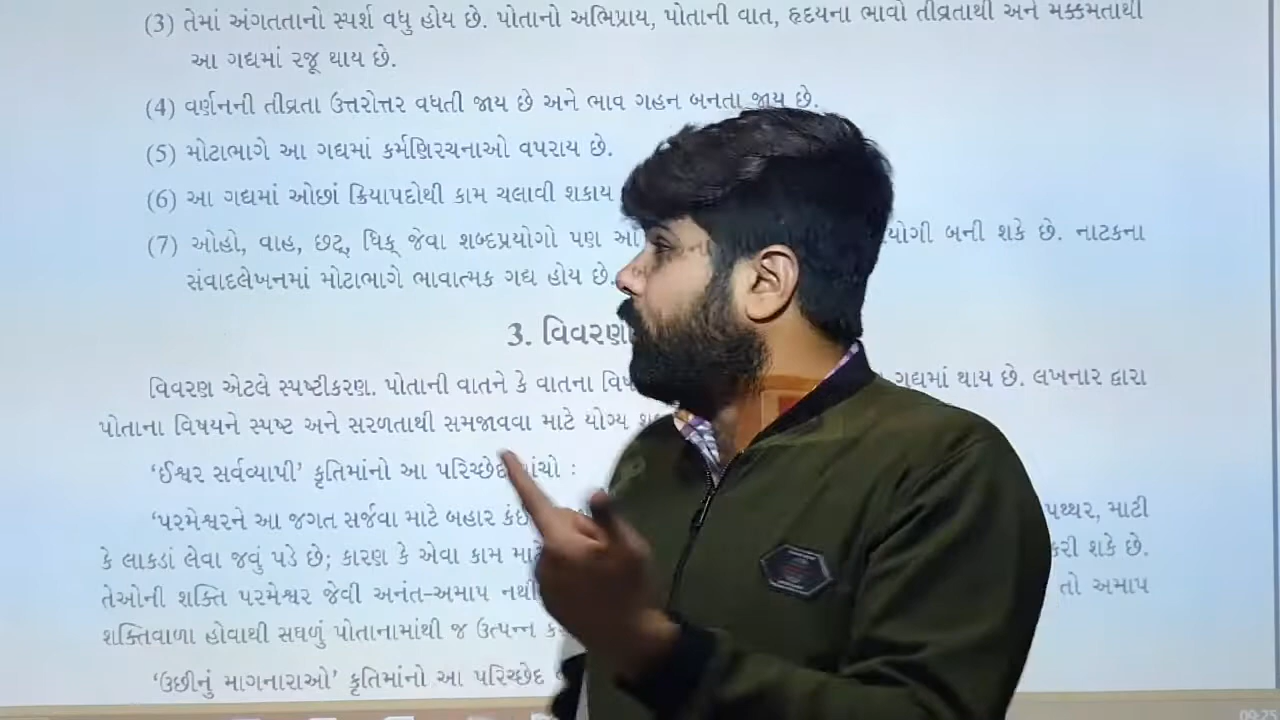 (3) તેમાં અંગતતાનો સ્પર્શ વધુ હોય છે. પોતાનો અભિપ્રાય, પોતાની વાત, હૃદયના ભાવો તીવ્રતાથી અને મક્કમતાથી
આ ગદ્યમાં રજૂ થાય છે.
(4) વર્ણનની તીવ્રતા ઉત્તરોત્તર વધતી જાય છે અને ભાવ ગહન બનતા જાય છે.
(5) મોટાભાગે આ ગદ્યમાં કર્મણિરચનાઓ વપરાય છે.
(6) આ ગદ્યમાં ઓછાં ક્રિયાપદોથી કામ ચલાવી શકાય
(7) ઓહો, વાહ, છટ્, ધિક્ જેવા શબ્દપ્રયોગો પણ આ યોગી બની શકે છે. નાટકના
સંવાદલેખનમાં મોટાભાગે ભાવાત્મક ગદ્ય હોય છે.
3. વિવરણ
વિવરણ એટલે સ્પષ્ટીકરણ. પોતાની વાતને કે વાતના ગદ્યમાં થાય છે. લખનાર દ્વારા
પોતાના વિષયને સ્પષ્ટ અને સરળતાથી સમજાવવા માટે યોગ્ય
‘ઈશ્વર સર્વવ્યાપી’ કૃતિમાંનો આ પરિચ્છેદ વાંચો :
‘પરમેશ્વરને આ જગત સર્જવા માટે બહાર પથ્થર, માટી
કે લાકડાં લેવા જવું પડે છે; કારણ કે એવા કામ કરી શકે છે.
તેઓની શક્તિ પરમેશ્વર જેવી અનંત-અમાપ નથી તો અમાપ
શક્તિવાળા હોવાથી સઘળું પોતાનામાંથી જ ઉત્પન્ન
‘ઉછીનું માગનારાઓ’ કૃતિમાંનો આ પરિચ્છેદ